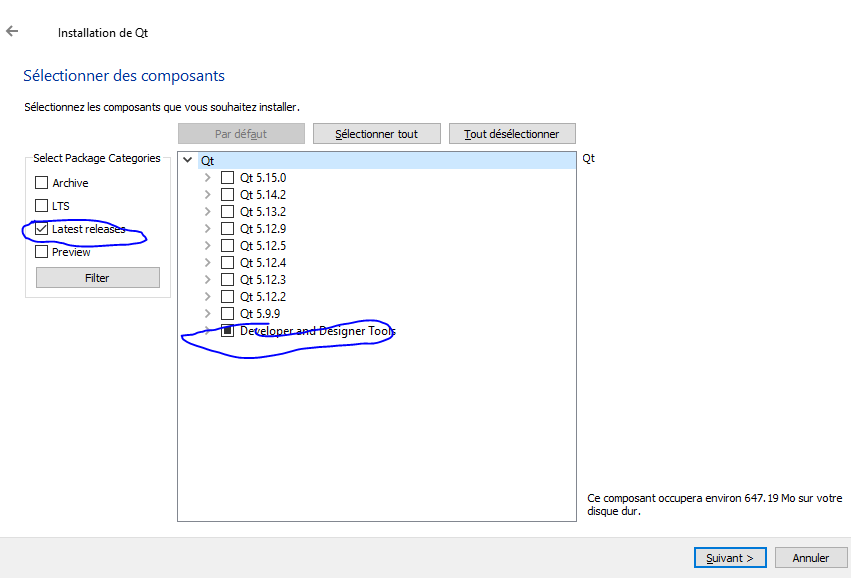 Installation de Qt
Sélectionner des composants
Sélectionnez les composants que vous souhaitez installer.
Par défaut
Sélectionner tout
Tout désélectionner
Select Package Categories
Archive
LTS
Latest releases
Preview
Filter
Qt
Qt 5.15.0
Qt 5.14.2
Qt 5.13.2
Qt 5.12.9
Qt 5.12.5
Qt 5.12.4
Qt 5.12.3
Qt 5.12.2
Qt 5.9.9
Developer and Designer Tools
Qt
Ce composant occupera environ 647.19 Mo sur votre
disque dur.
Suivant >
Annuler